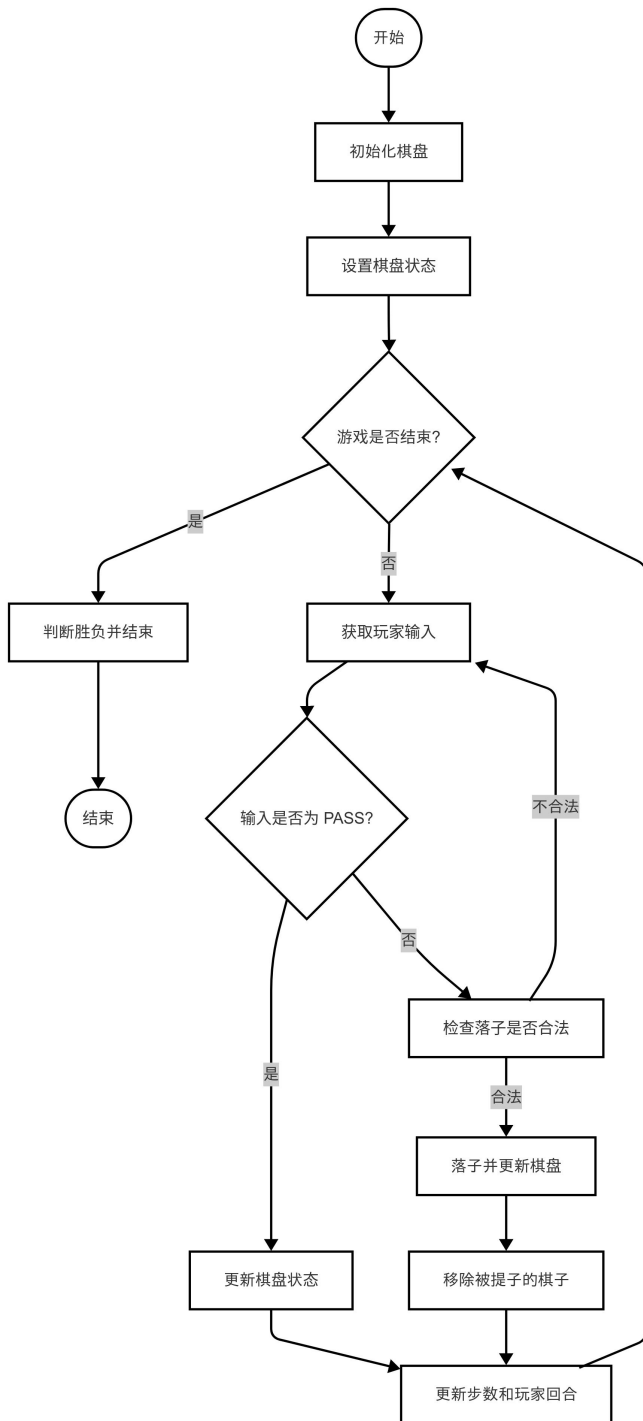 开始
初始化棋盘
设置棋盘状态
游戏是否结束?
是
否
判断胜负并结束
获取玩家输入
结束
输入是否为 PASS?
不合法
否
检查落子是否合法
是
合法
落子并更新棋盘
更新棋盘状态
移除被提子的棋子
更新步数和玩家回合